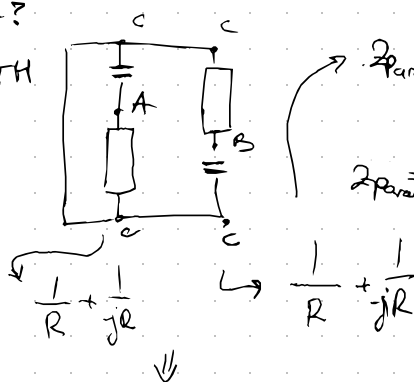 ?
TH
C
C
A
B
C
C
Zpar
Zpara=
1/R + 1/jR
1/R + 1/-jR
⇓